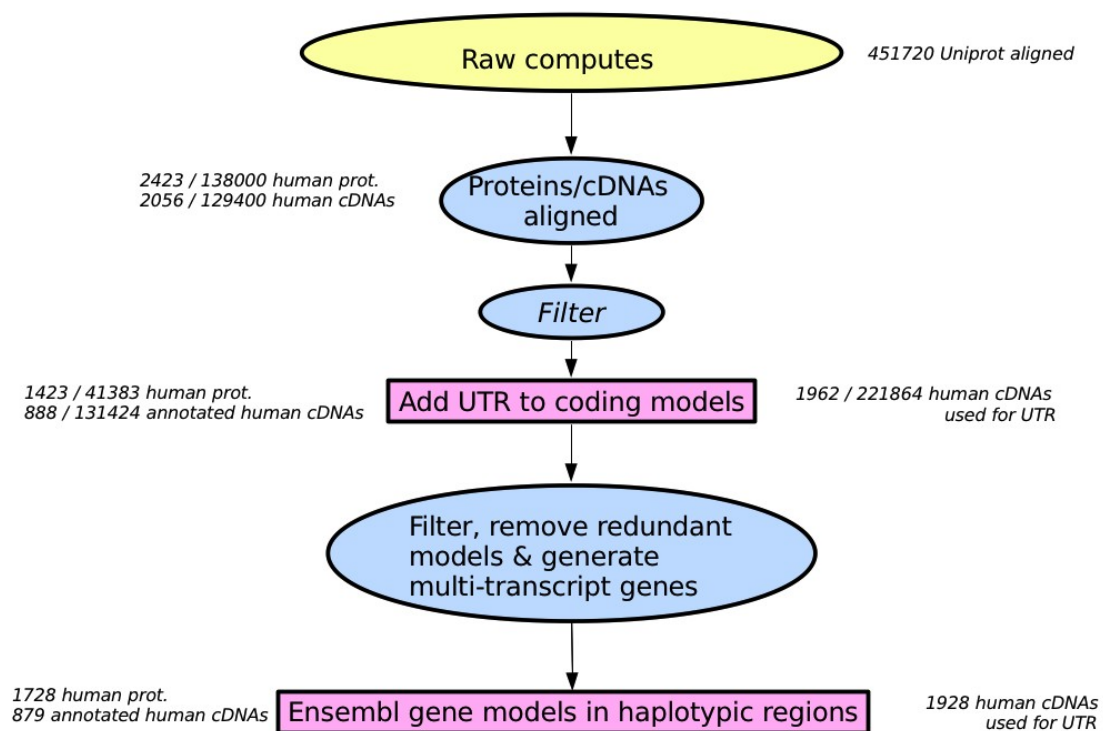 Raw computes
451720 Uniprot aligned
2423 / 138000 human prot.
2056 / 129400 human cDNAs
Proteins/cDNAs
aligned
Filter
1423 / 41383 human prot.
888 / 131424 annotated human cDNAs
Add UTR to coding models
1962 / 221864 human cDNAs
used for UTR
Filter, remove redundant
models & generate
multi-transcript genes
1728 human prot.
879 annotated human cDNAs
Ensembl gene models in haplotypic regions
1928 human cDNAs
used for UTR